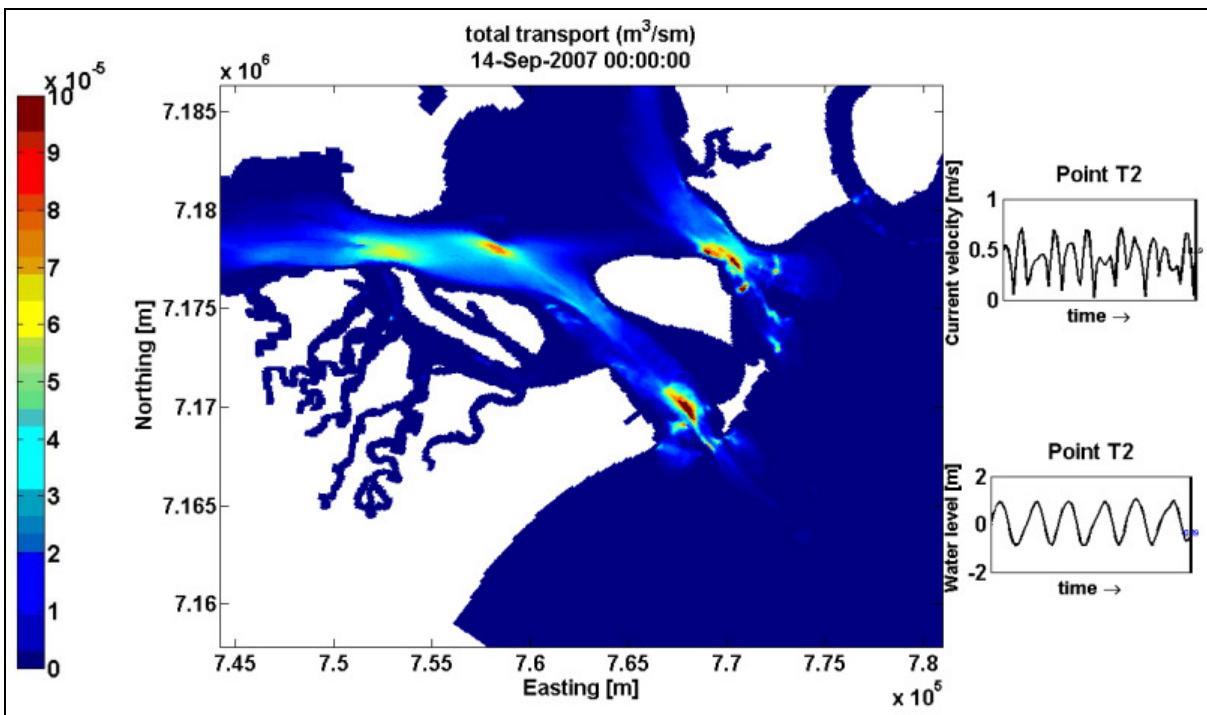 total transport (m³/sm)
14-Sep-2007 00:00:00
x 10⁻⁵
10
9
8
7
6
5
4
3
2
1
0
x 10⁶
7.185
7.18
7.175
7.17
7.165
7.16
Northing [m]
7.45
7.5
7.55
7.6
7.65
7.7
7.75
7.8
Easting [m]
x 10⁵
Point T2
Current velocity [m/s]
1
0.5
0
time →
Point T2
Water level [m]
2
0
-2
time →